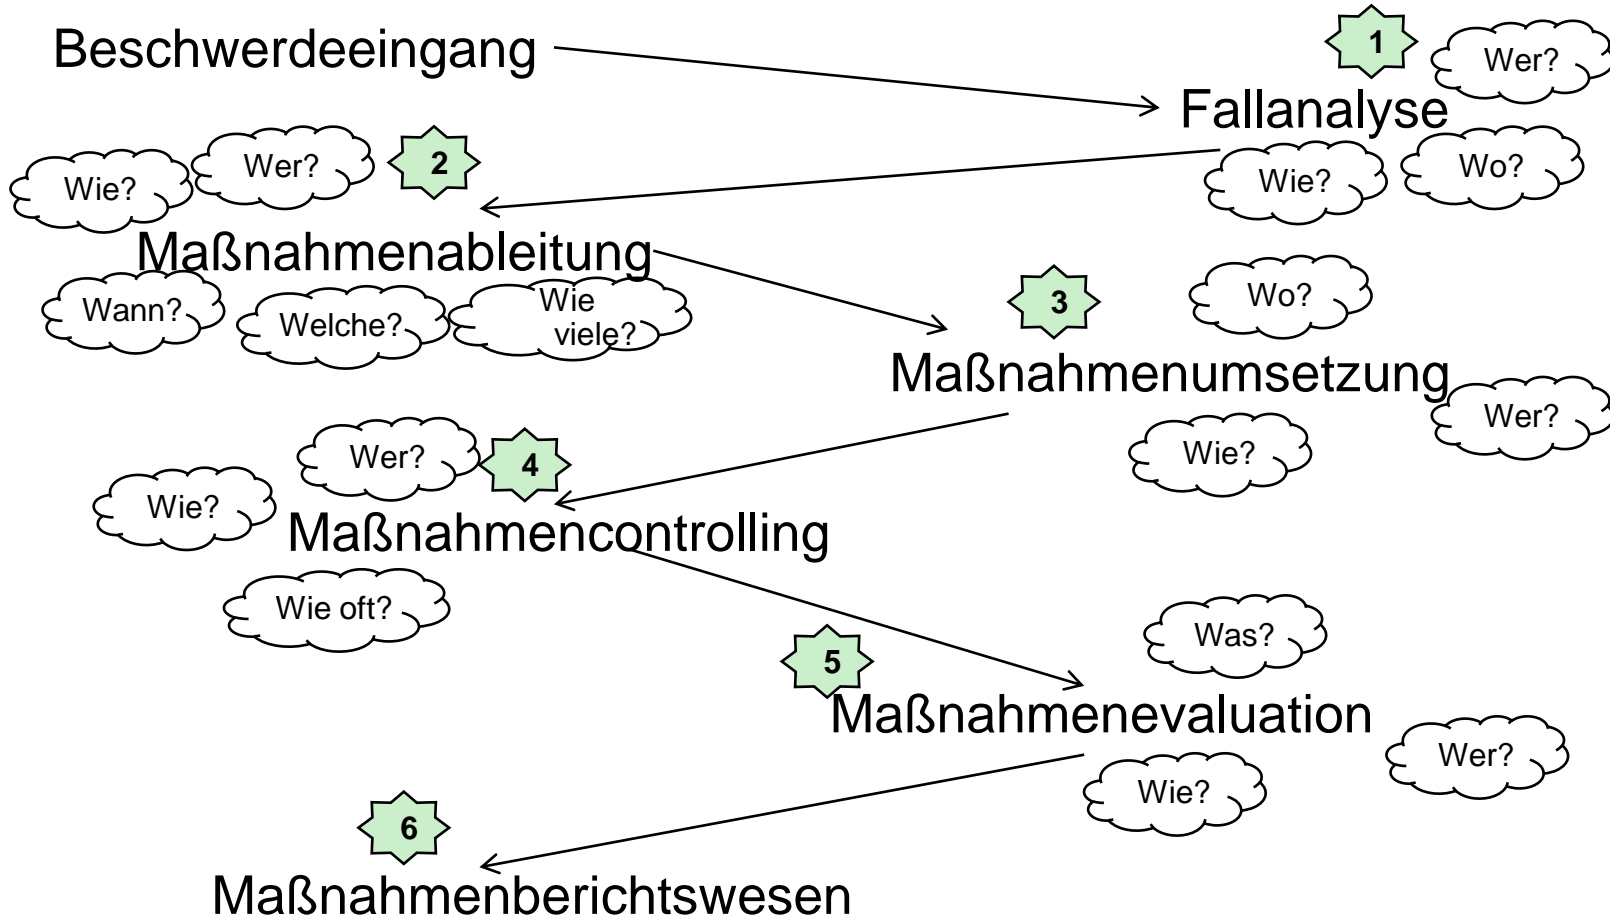 Beschwerdeeingang
1
Wer?
Fallanalyse
Wie?
Wo?
Wie?
Wer?
2
Maßnahmenableitung
Wann?
Welche?
Wie
viele?
3
Wo?
Maßnahmenumsetzung
Wie?
Wer?
Wie?
Wer?
4
Maßnahmencontrolling
Wie oft?
5
Was?
Maßnahmenevaluation
Wie?
Wer?
6
Maßnahmenberichtswesen